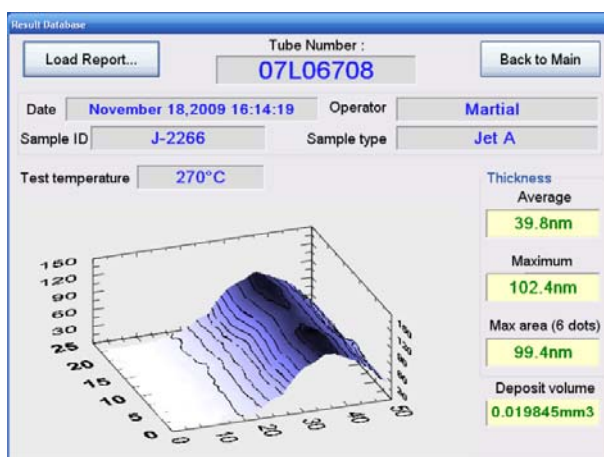 Result Database
Load Report...
Tube Number :
07L06708
Back to Main
Date November 18,2009 16:14:19 Operator Martial
Sample ID J-2266 Sample type Jet A
Test temperature 270°C
Thickness
Average
39.8nm
Maximum
102.4nm
Max area (6 dots)
99.4nm
Deposit volume
0.019845mm3
150
120
90
60
30
25
20
15
10
5
0
0 10 20 30 40 50
150